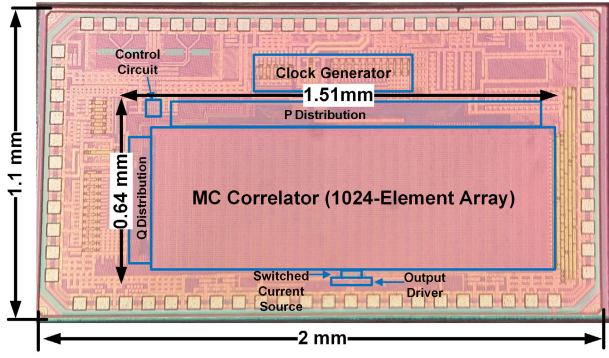 Control
Circuit
Clock Generator
1.51mm
P Distribution
1.1 mm
0.64 mm
Q Distribution
MC Correlator (1024-Element Array)
Switched
Current
Source
Output
Driver
2 mm